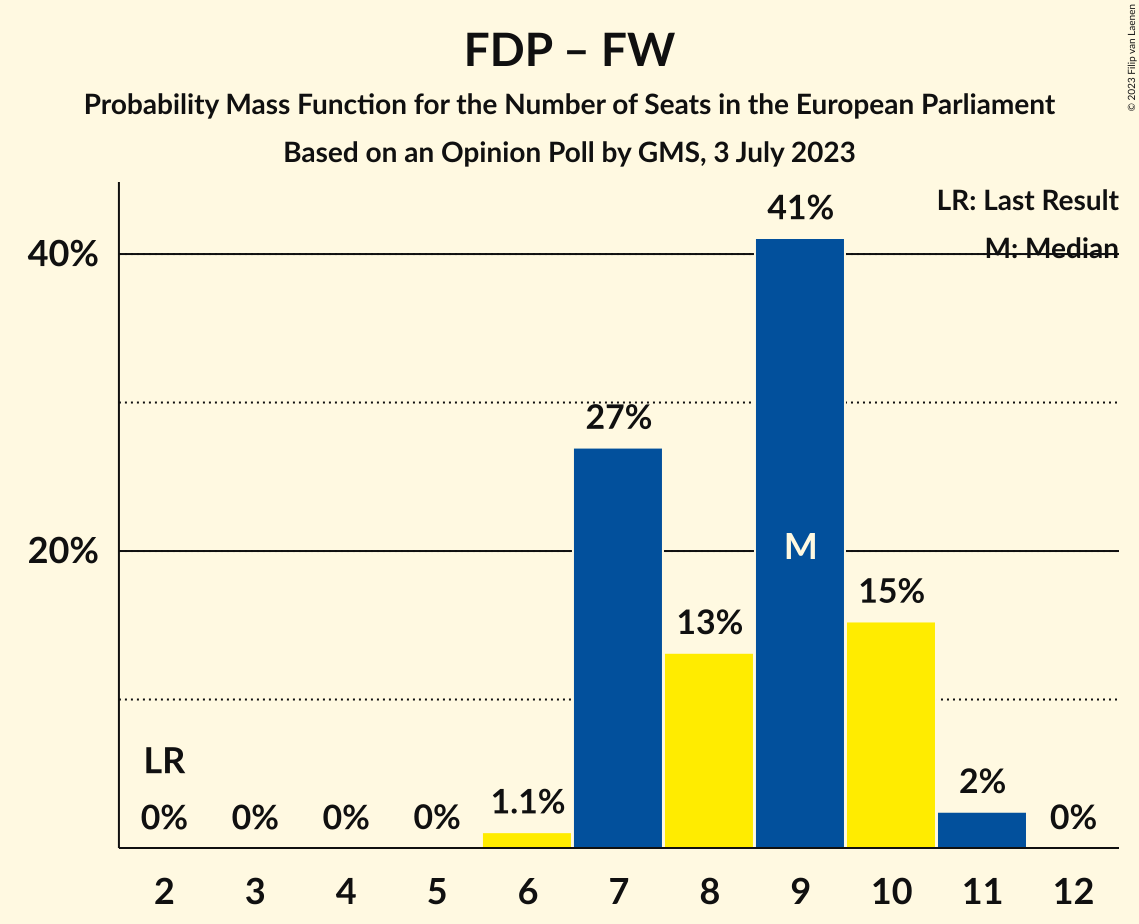 FDP – FW
Probability Mass Function for the Number of Seats in the European Parliament
Based on an Opinion Poll by GMS, 3 July 2023
© 2023 Filip van Laenen
LR: Last Result
M: Median
41%
40%
27%
20%
M
15%
13%
LR
0%
0%
0%
0%
1.1%
2%
0%
2 3 4 5 6 7 8 9 10 11 12